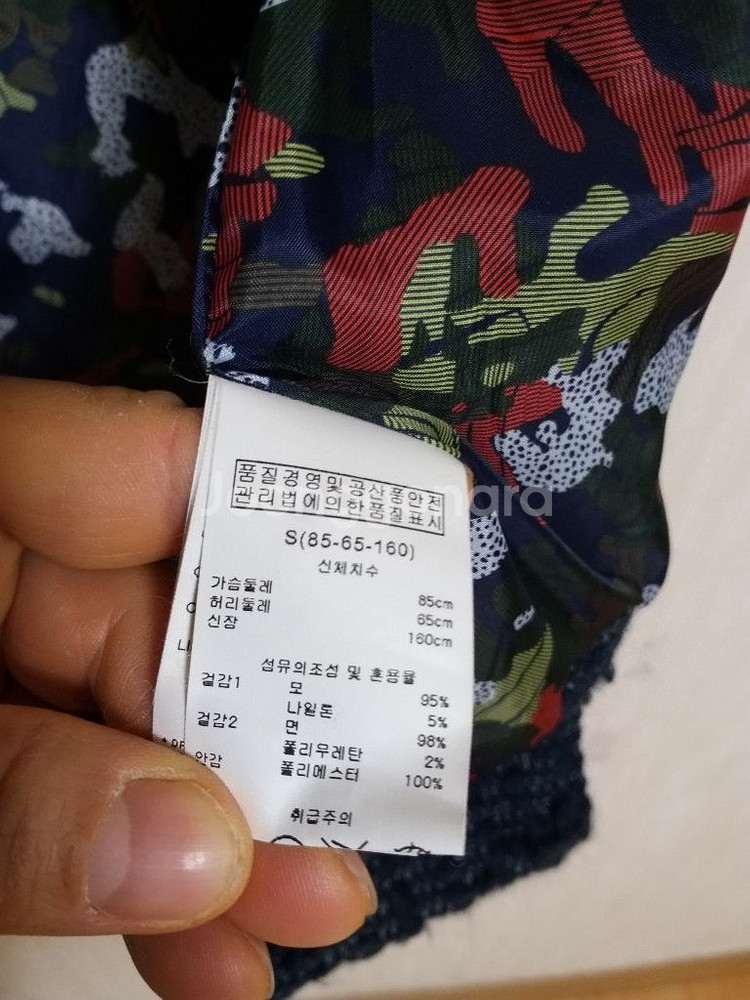 품질경영및공산품안전
관리법에의한품질표시
S(85-65-160)
신체치수
가슴둘레 85cm
허리둘레 65cm
신장 160cm
섬유의조성 및 혼용율
겉감1 모 95%
나일론 5%
겉감2 면 98%
폴리우레탄 2%
안감 폴리에스터 100%
취급주의